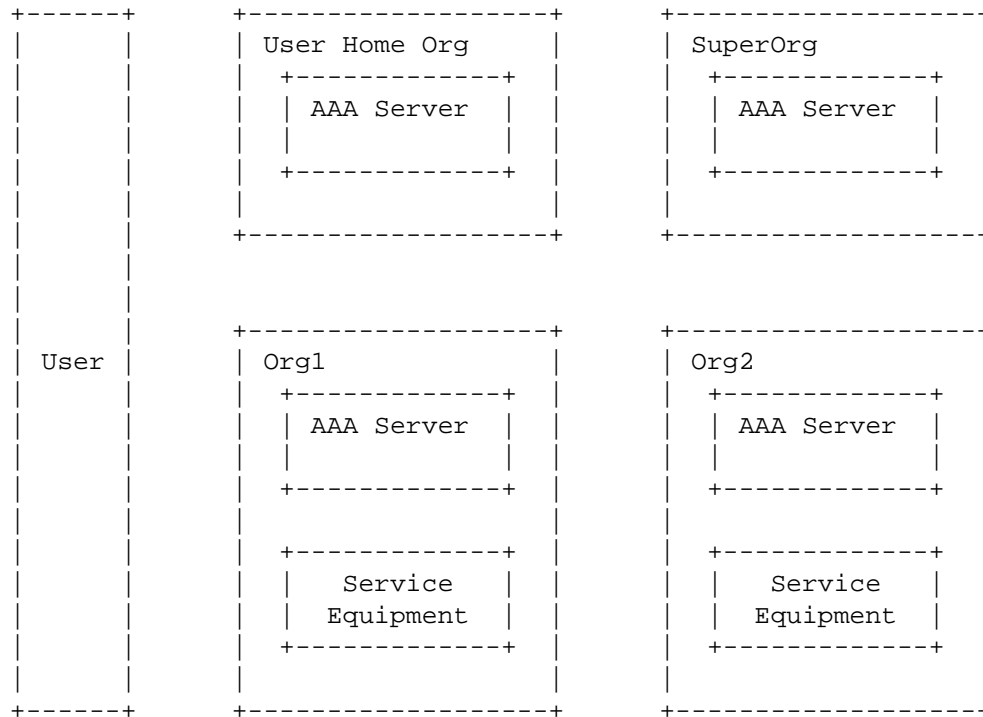 User Home Org
SuperOrg
AAA Server
AAA Server
User
Org1
Org2
AAA Server
AAA Server
Service
Equipment
Service
Equipment